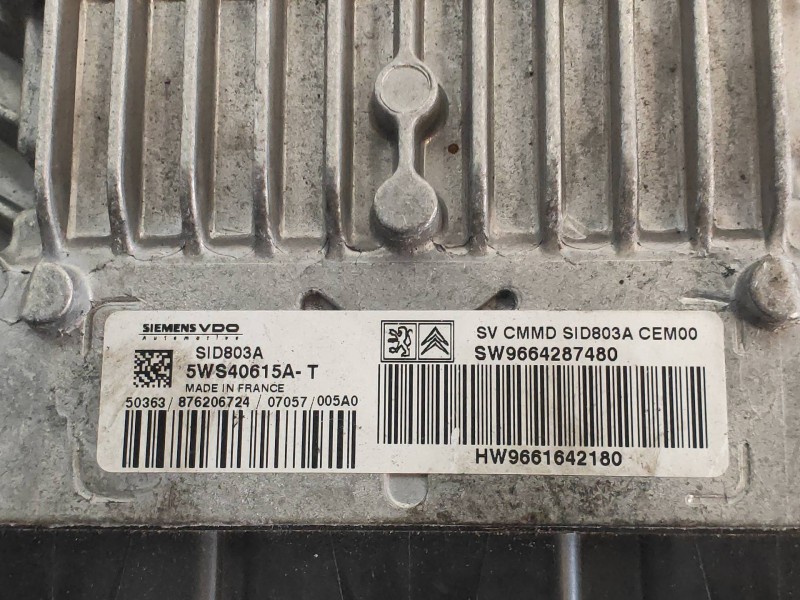 SIEMENS VDO
Automotive
SID803A
5WS40615A-T
MADE IN FRANCE
50363/876206724/07057/005A0
SV CMMD SID803A CEM00
SW9664287480
HW9661642180